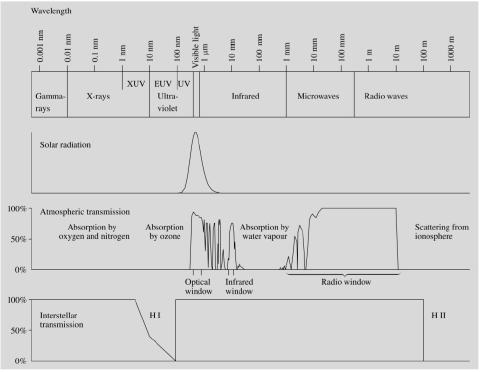 Wavelength
0.001 nm
0.01 nm
0.1 nm
1 nm
10 nm
100 nm
Visible light
1 μm
10 mm
100 mm
1 mm
10 mm
100 mm
1 m
10 m
100 m
1000 m
XUV EUV UV
Gamma-
rays
X-rays
Ultra-
violet
Infrared
Microwaves
Radio waves
Solar radiation
100%
50%
0%
Atmospheric transmission
Absorption by
oxygen and nitrogen
Absorption
by ozone
Absorption by
water vapour
Scattering from
ionosphere
Optical
window
Infrared
window
Radio window
100%
50%
0%
Interstellar
transmission
H I
H II